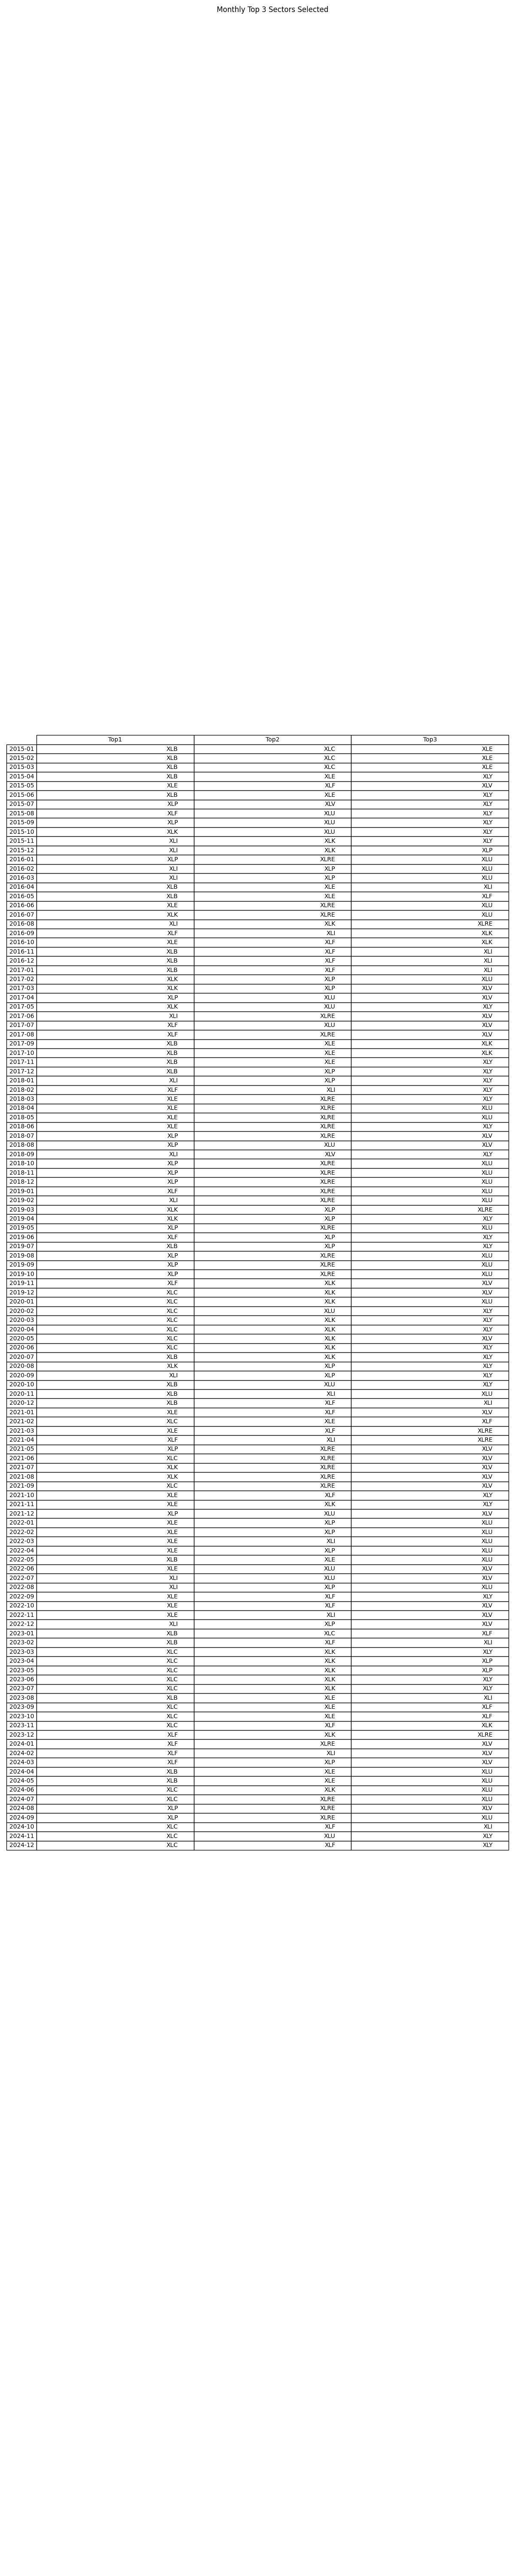 Monthly Top 3 Sectors Selected
Top1 Top2 Top3
2015-01 XLB XLC XLE
2015-02 XLB XLC XLE
2015-03 XLB XLC XLE
2015-04 XLB XLE XLY
2015-05 XLE XLF XLV
2015-06 XLB XLE XLY
2015-07 XLP XLV XLY
2015-08 XLF XLU XLY
2015-09 XLP XLU XLY
2015-10 XLK XLU XLY
2015-11 XLI XLK XLY
2015-12 XLI XLK XLP
2016-01 XLP XLRE XLU
2016-02 XLI XLP XLU
2016-03 XLI XLP XLU
2016-04 XLB XLE XLI
2016-05 XLB XLE XLF
2016-06 XLE XLRE XLU
2016-07 XLK XLRE XLU
2016-08 XLI XLK XLRE
2016-09 XLF XLI XLK
2016-10 XLE XLF XLK
2016-11 XLB XLF XLI
2016-12 XLB XLF XLI
2017-01 XLB XLF XLI
2017-02 XLK XLP XLU
2017-03 XLK XLP XLV
2017-04 XLP XLU XLV
2017-05 XLK XLU XLY
2017-06 XLI XLRE XLV
2017-07 XLF XLU XLV
2017-08 XLF XLRE XLV
2017-09 XLB XLE XLK
2017-10 XLB XLE XLK
2017-11 XLB XLE XLY
2017-12 XLB XLP XLY
2018-01 XLI XLP XLY
2018-02 XLF XLI XLY
2018-03 XLE XLRE XLY
2018-04 XLE XLRE XLU
2018-05 XLE XLRE XLU
2018-06 XLE XLRE XLY
2018-07 XLP XLRE XLV
2018-08 XLP XLU XLV
2018-09 XLI XLV XLY
2018-10 XLP XLRE XLU
2018-11 XLP XLRE XLU
2018-12 XLP XLRE XLU
2019-01 XLF XLRE XLU
2019-02 XLI XLRE XLU
2019-03 XLK XLP XLRE
2019-04 XLK XLP XLY
2019-05 XLP XLRE XLU
2019-06 XLF XLP XLY
2019-07 XLB XLP XLY
2019-08 XLP XLRE XLU
2019-09 XLP XLRE XLU
2019-10 XLP XLRE XLU
2019-11 XLF XLK XLV
2019-12 XLC XLK XLV
2020-01 XLC XLK XLU
2020-02 XLC XLU XLY
2020-03 XLC XLK XLY
2020-04 XLC XLK XLY
2020-05 XLC XLK XLV
2020-06 XLC XLK XLY
2020-07 XLB XLK XLY
2020-08 XLK XLP XLY
2020-09 XLI XLP XLY
2020-10 XLB XLU XLY
2020-11 XLB XLI XLU
2020-12 XLB XLF XLI
2021-01 XLE XLF XLV
2021-02 XLC XLE XLF
2021-03 XLE XLF XLRE
2021-04 XLF XLI XLRE
2021-05 XLP XLRE XLV
2021-06 XLC XLRE XLV
2021-07 XLK XLRE XLV
2021-08 XLK XLRE XLV
2021-09 XLC XLRE XLV
2021-10 XLE XLF XLY
2021-11 XLE XLK XLY
2021-12 XLP XLU XLV
2022-01 XLE XLP XLU
2022-02 XLE XLP XLU
2022-03 XLE XLI XLU
2022-04 XLE XLP XLU
2022-05 XLB XLE XLU
2022-06 XLE XLU XLV
2022-07 XLI XLU XLV
2022-08 XLI XLP XLU
2022-09 XLE XLF XLY
2022-10 XLE XLF XLV
2022-11 XLE XLI XLV
2022-12 XLI XLP XLV
2023-01 XLB XLC XLF
2023-02 XLB XLF XLI
2023-03 XLC XLK XLY
2023-04 XLC XLK XLP
2023-05 XLC XLK XLP
2023-06 XLC XLK XLY
2023-07 XLC XLK XLY
2023-08 XLB XLE XLI
2023-09 XLC XLE XLF
2023-10 XLC XLE XLF
2023-11 XLC XLF XLK
2023-12 XLF XLK XLRE
2024-01 XLF XLRE XLV
2024-02 XLF XLI XLV
2024-03 XLF XLP XLV
2024-04 XLB XLE XLU
2024-05 XLB XLE XLU
2024-06 XLC XLK XLU
2024-07 XLC XLRE XLU
2024-08 XLP XLRE XLV
2024-09 XLP XLRE XLU
2024-10 XLC XLF XLI
2024-11 XLC XLU XLY
2024-12 XLC XLF XLY